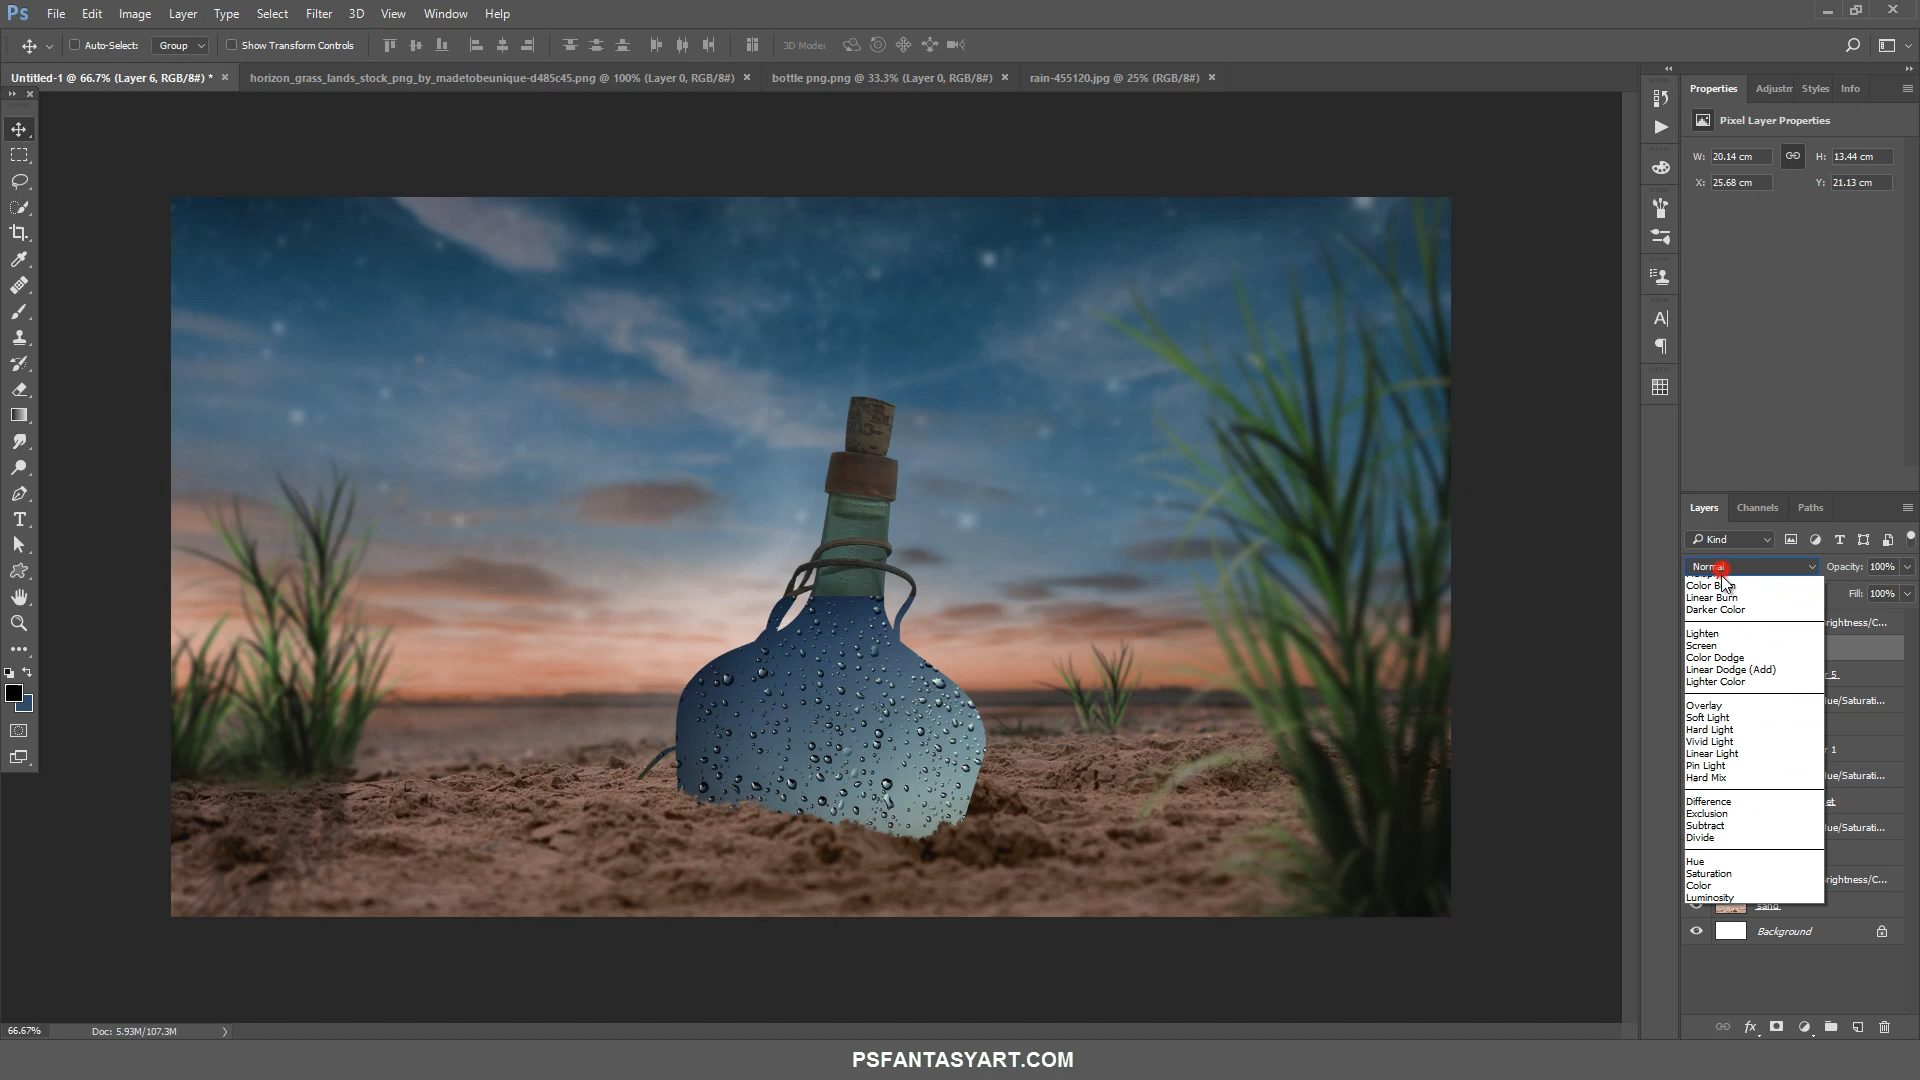 Ps File Edit Image Layer Type Select Filter 3D View Window Help
Auto-Select: Group Show Transform Controls 3D Mode:
Untitled-1 @ 66.7% (Layer 6, RGB/8#) * × horizon_grass_lands_stock_png_by_madetobeunique-d485c45.png @ 100% (Layer 0, RGB/8#) × bottle png.png @ 33.3% (Layer 0, RGB/8#) × rain-455120.jpg @ 25% (RGB/8#) ×
Properties Adjustm Styles Info
Pixel Layer Properties
W: 20.14 cm H: 13.44 cm
X: 25.68 cm Y: 21.13 cm
Layers Channels Paths
Kind
Normal Opacity: 100%
Color Burn
Fill: 100%
Linear Burn
Darker Color
rightness/C...
Lighten
Screen
Color Dodge
Linear Dodge (Add)
r 5
Lighter Color
lue/Saturati...
Overlay
Soft Light
Hard Light
Vivid Light
r 1
Linear Light
Pin Light
Hard Mix
lue/Saturati...
Difference
et
Exclusion
Subtract
lue/Saturati...
Divide
Hue
Saturation
rightness/C...
Color
Luminosity
sand
Background
66.67% Doc: 5.93M/107.3M
PSFANTASYART.COM